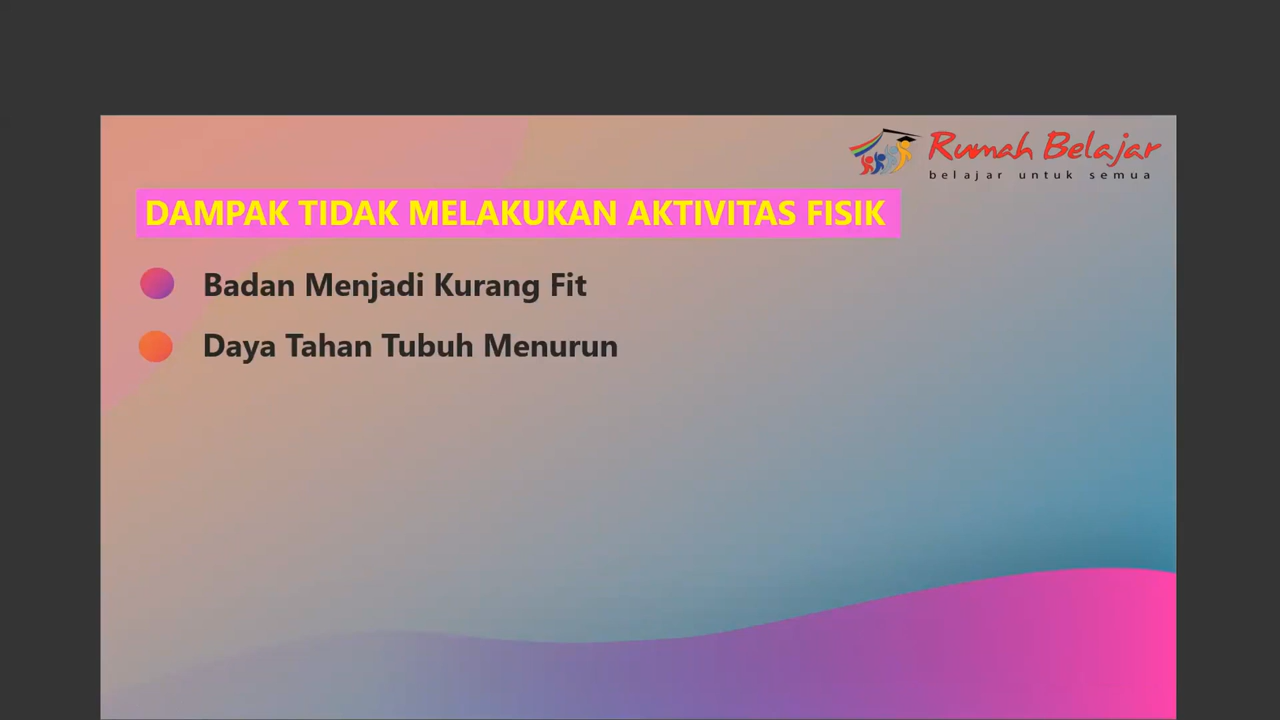 Rumah Belajar
belajar untuk semua
DAMPAK TIDAK MELAKUKAN AKTIVITAS FISIK
Badan Menjadi Kurang Fit
Daya Tahan Tubuh Menurun